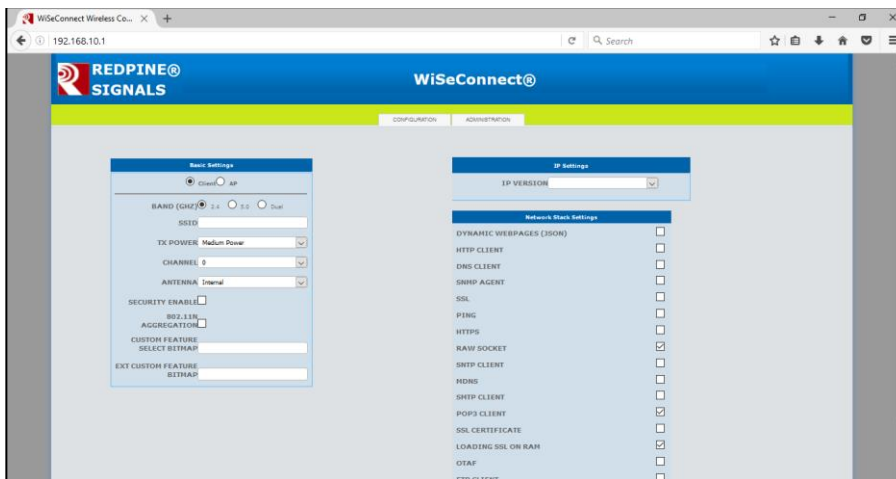 WiSeConnect Wireless Co...
192.168.10.1
Search
REDPINE®
SIGNALS
WiSeConnect®
CONFIGURATION
ADMINISTRATION
Basic Settings
Client AP
BAND (GHZ) 2.4 5.0 Dual
SSID
TX POWER Medium Power
CHANNEL 0
ANTENNA Internal
SECURITY ENABLE
802.11N
AGGREGATION
CUSTOM FEATURE
SELECT BITMAP
EXT CUSTOM FEATURE
BITMAP
IP Settings
IP VERSION
Network Stack Settings
DYNAMIC WEBPAGES (JSON)
HTTP CLIENT
DNS CLIENT
SNMP AGENT
SSL
PING
HTTPS
RAW SOCKET
SNTP CLIENT
MDNS
SMTP CLIENT
POP3 CLIENT
SSL CERTIFICATE
LOADING SSL ON RAM
OTAF